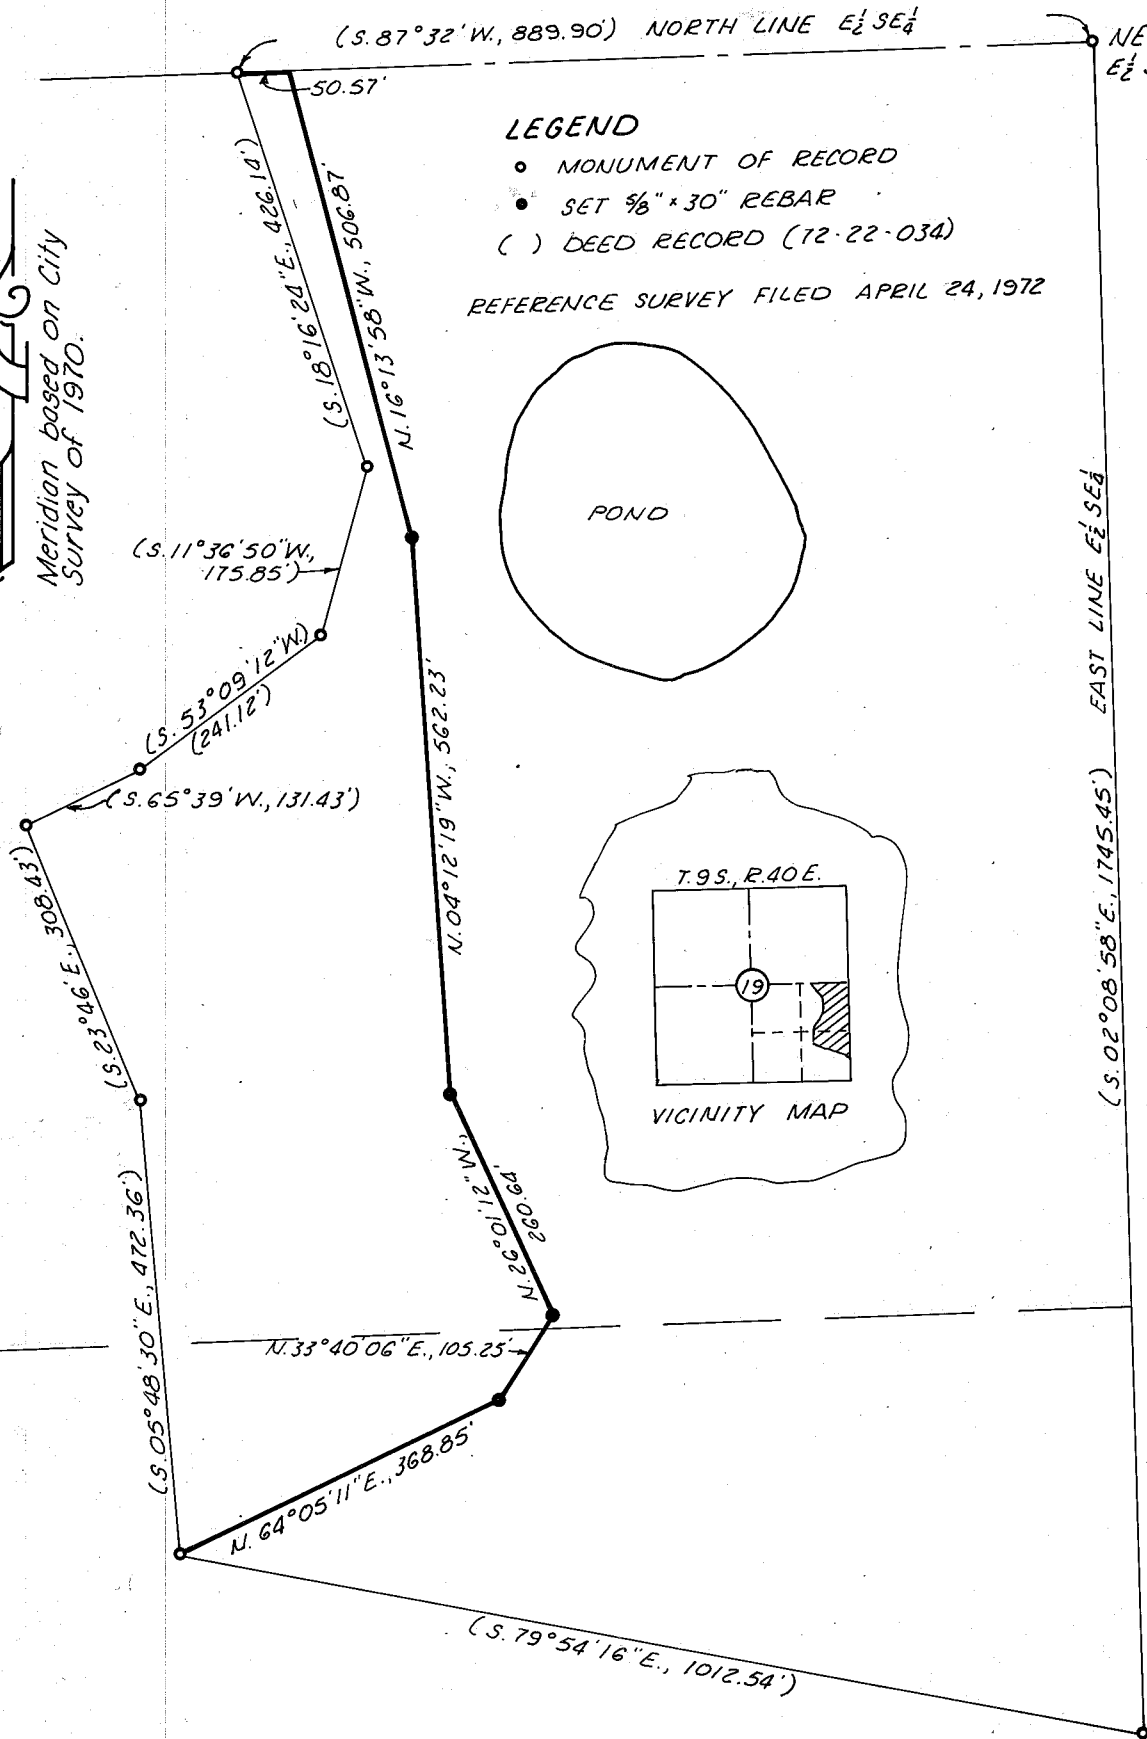 (S.87°32'W., 889.90') NORTH LINE E½ SE¼
NE
E½
50.57'
LEGEND
MONUMENT OF RECORD
SET 5/8" x 30" REBAR
( ) DEED RECORD (72-22-034)
REFERENCE SURVEY FILED APRIL 24, 1972
Meridian based on City
Survey of 1970.
(S.18°16'24"E., 426.14')
N.16°13'58"W., 506.87'
(S.11°36'50"W.,
175.85')
POND
(S.53°09'12"W.)
(241.12')
(S.65°39'W., 131.43')
N.04°12'19"W., 562.23'
EAST LINE E½ SE¼
(S.02°08'58"E., 1745.45')
(S.23°46'E., 308.43')
T.9S., R.40E.
19
VICINITY MAP
(S.05°48'30"E., 472.36')
N.26°01'12"W.,
260.64'
N.33°40'06"E., 105.25'
N.64°05'11"E., 368.85'
(S.79°54'16"E., 1012.54')